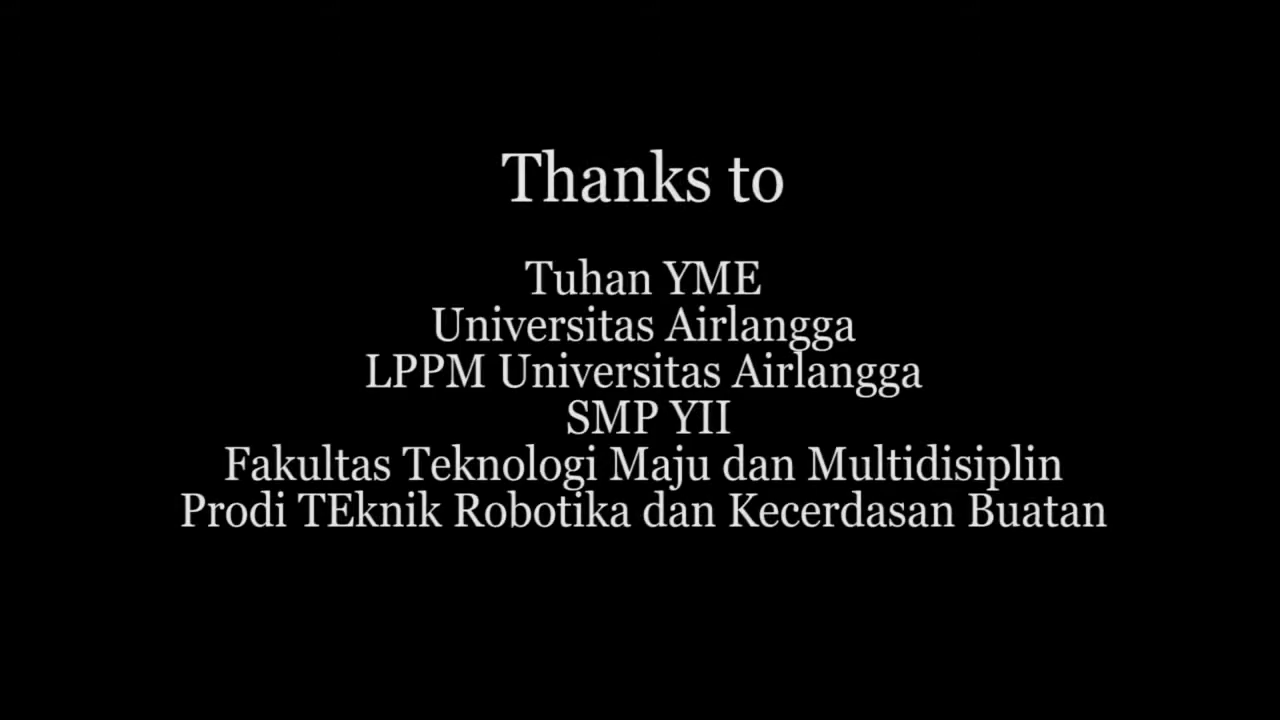 Thanks to
Tuhan YME
Universitas Airlangga
LPPM Universitas Airlangga
SMP YII
Fakultas Teknologi Maju dan Multidisiplin
Prodi TEknik Robotika dan Kecerdasan Buatan